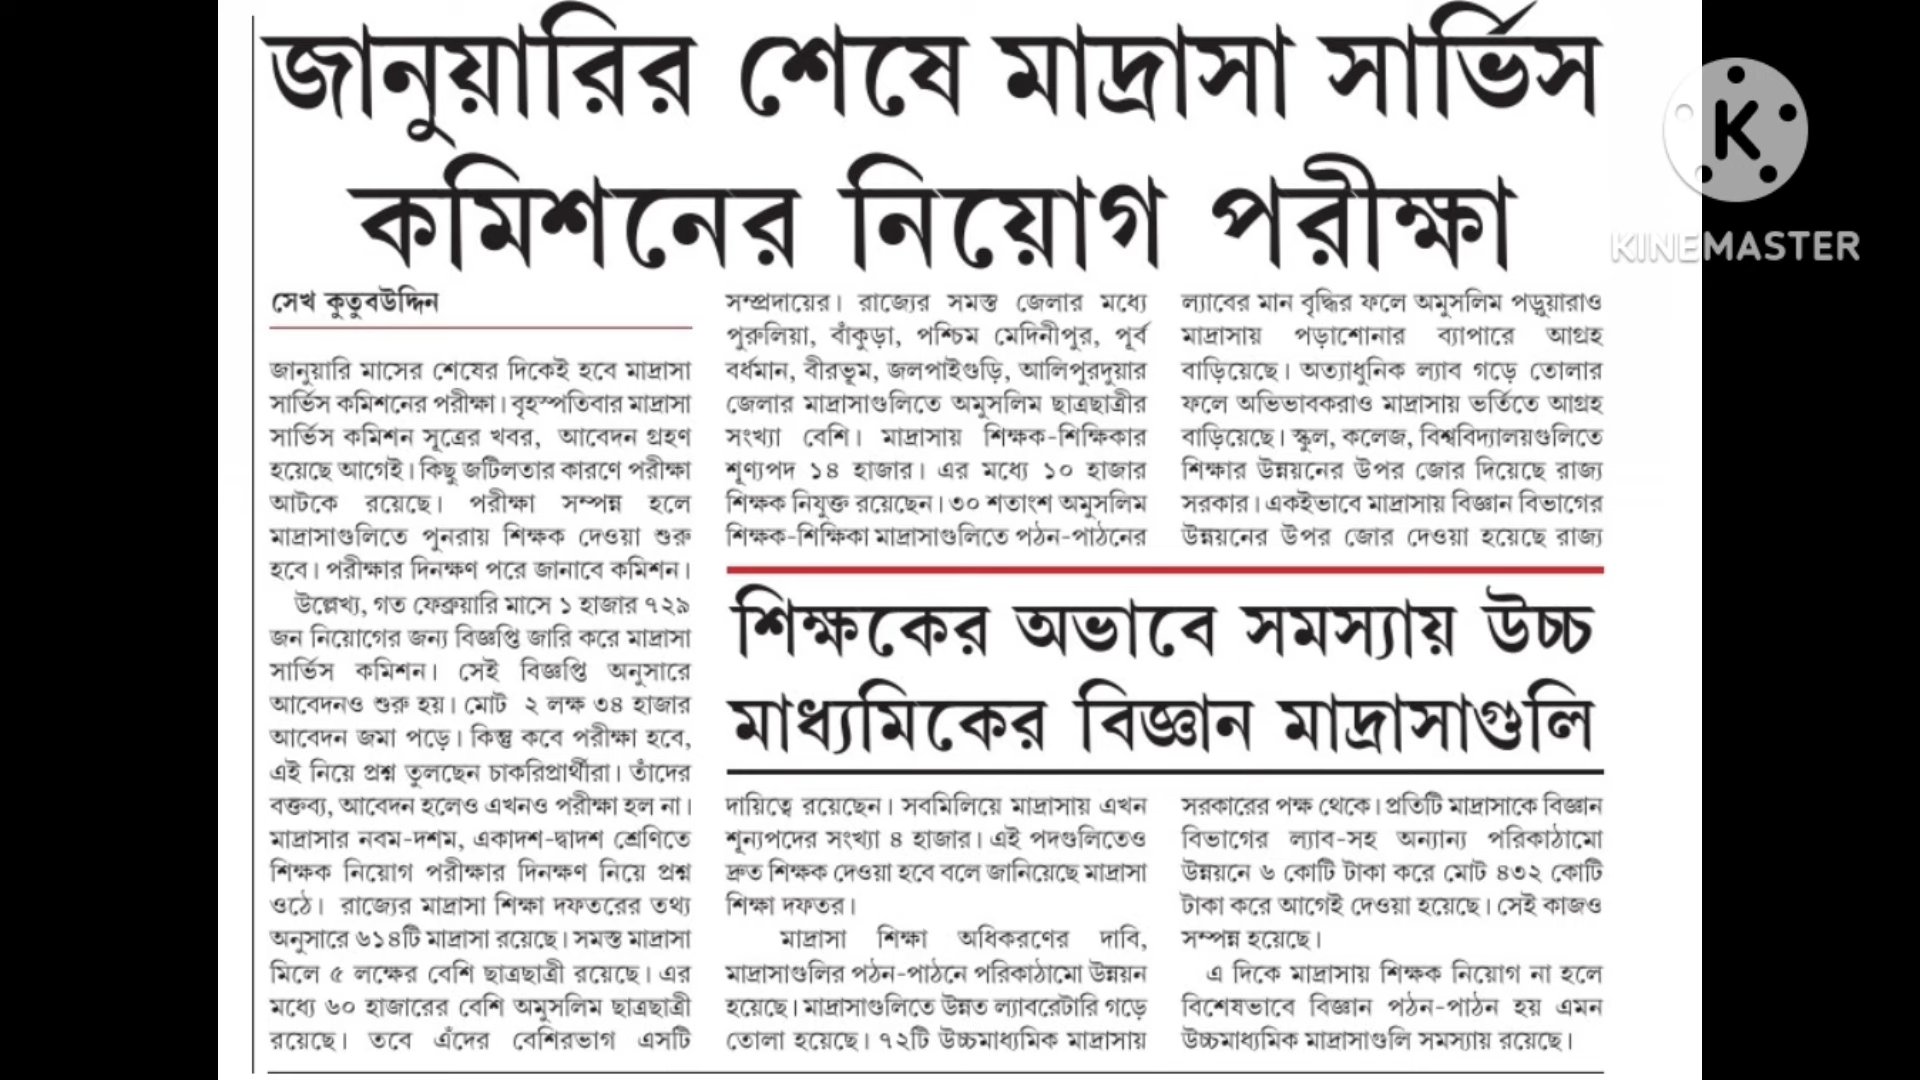 জানুয়ারির শেষে মাদ্রাসা সার্ভিস
কমিশনের নিয়োগ পরীক্ষা
সেখ কুতুবউদ্দিন
জানুয়ারি মাসের শেষের দিকেই হবে মাদ্রাসা
সার্ভিস কমিশনের পরীক্ষা। বৃহস্পতিবার মাদ্রাসা
সার্ভিস কমিশন সূত্রের খবর, আবেদন গ্রহণ
হয়েছে আগেই। কিছু জটিলতার কারণে পরীক্ষা
আটকে রয়েছে। পরীক্ষা সম্পন্ন হলে
মাদ্রাসাগুলিতে পুনরায় শিক্ষক দেওয়া শুরু
হবে। পরীক্ষার দিনক্ষণ পরে জানাবে কমিশন।
উল্লেখ্য, গত ফেব্রুয়ারি মাসে ১ হাজার ৭২৯
জন নিয়োগের জন্য বিজ্ঞপ্তি জারি করে মাদ্রাসা
সার্ভিস কমিশন। সেই বিজ্ঞপ্তি অনুসারে
আবেদনও শুরু হয়। মোট ২ লক্ষ ৩৪ হাজার
আবেদন জমা পড়ে। কিন্তু কবে পরীক্ষা হবে,
এই নিয়ে প্রশ্ন তুলছেন চাকরিপ্রার্থীরা। তাঁদের
বক্তব্য, আবেদন হলেও এখনও পরীক্ষা হল না।
মাদ্রাসার নবম-দশম, একাদশ-দ্বাদশ শ্রেণিতে
শিক্ষক নিয়োগ পরীক্ষার দিনক্ষণ নিয়ে প্রশ্ন
ওঠে। রাজ্যের মাদ্রাসা শিক্ষা দফতরের তথ্য
অনুসারে ৬১৪টি মাদ্রাসা রয়েছে। সমস্ত মাদ্রাসা
মিলে ৫ লক্ষের বেশি ছাত্রছাত্রী রয়েছে। এর
মধ্যে ৬০ হাজারের বেশি অমুসলিম ছাত্রছাত্রী
রয়েছে। তবে এঁদের বেশিরভাগ এসটি
সম্প্রদায়ের। রাজ্যের সমস্ত জেলার মধ্যে
পুরুলিয়া, বাঁকুড়া, পশ্চিম মেদিনীপুর, পূর্ব
বর্ধমান, বীরভূম, জলপাইগুড়ি, আলিপুরদুয়ার
জেলার মাদ্রাসাগুলিতে অমুসলিম ছাত্রছাত্রীর
সংখ্যা বেশি। মাদ্রাসায় শিক্ষক-শিক্ষিকার
শূণ্যপদ ১৪ হাজার। এর মধ্যে ১০ হাজার
শিক্ষক নিযুক্ত রয়েছেন। ৩০ শতাংশ অমুসলিম
শিক্ষক-শিক্ষিকা মাদ্রাসাগুলিতে পঠন-পাঠনের
ল্যাবের মান বৃদ্ধির ফলে অমুসলিম পড়ুয়ারাও
মাদ্রাসায় পড়াশোনার ব্যাপারে আগ্রহ
বাড়িয়েছে। অত্যাধুনিক ল্যাব গড়ে তোলার
ফলে অভিভাবকরাও মাদ্রাসায় ভর্তিতে আগ্রহ
বাড়িয়েছে। স্কুল, কলেজ, বিশ্ববিদ্যালয়গুলিতে
শিক্ষার উন্নয়নের উপর জোর দিয়েছে রাজ্য
সরকার। একইভাবে মাদ্রাসায় বিজ্ঞান বিভাগের
উন্নয়নের উপর জোর দেওয়া হয়েছে রাজ্য
শিক্ষকের অভাবে সমস্যায় উচ্চ
মাধ্যমিকের বিজ্ঞান মাদ্রাসাগুলি
দায়িত্বে রয়েছেন। সবমিলিয়ে মাদ্রাসায় এখন
শূন্যপদের সংখ্যা ৪ হাজার। এই পদগুলিতেও
দ্রুত শিক্ষক দেওয়া হবে বলে জানিয়েছে মাদ্রাসা
শিক্ষা দফতর।
মাদ্রাসা শিক্ষা অধিকরণের দাবি,
মাদ্রাসাগুলির পঠন-পাঠনে পরিকাঠামো উন্নয়ন
হয়েছে। মাদ্রাসাগুলিতে উন্নত ল্যাবরেটারি গড়ে
তোলা হয়েছে। ৭২টি উচ্চমাধ্যমিক মাদ্রাসায়
সরকারের পক্ষ থেকে। প্রতিটি মাদ্রাসাকে বিজ্ঞান
বিভাগের ল্যাব-সহ অন্যান্য পরিকাঠামো
উন্নয়নে ৬ কোটি টাকা করে মোট ৪৩২ কোটি
টাকা করে আগেই দেওয়া হয়েছে। সেই কাজও
সম্পন্ন হয়েছে।
এ দিকে মাদ্রাসায় শিক্ষক নিয়োগ না হলে
বিশেষভাবে বিজ্ঞান পঠন-পাঠন হয় এমন
উচ্চমাধ্যমিক মাদ্রাসাগুলি সমস্যায় রয়েছে।
K
KINEMASTER